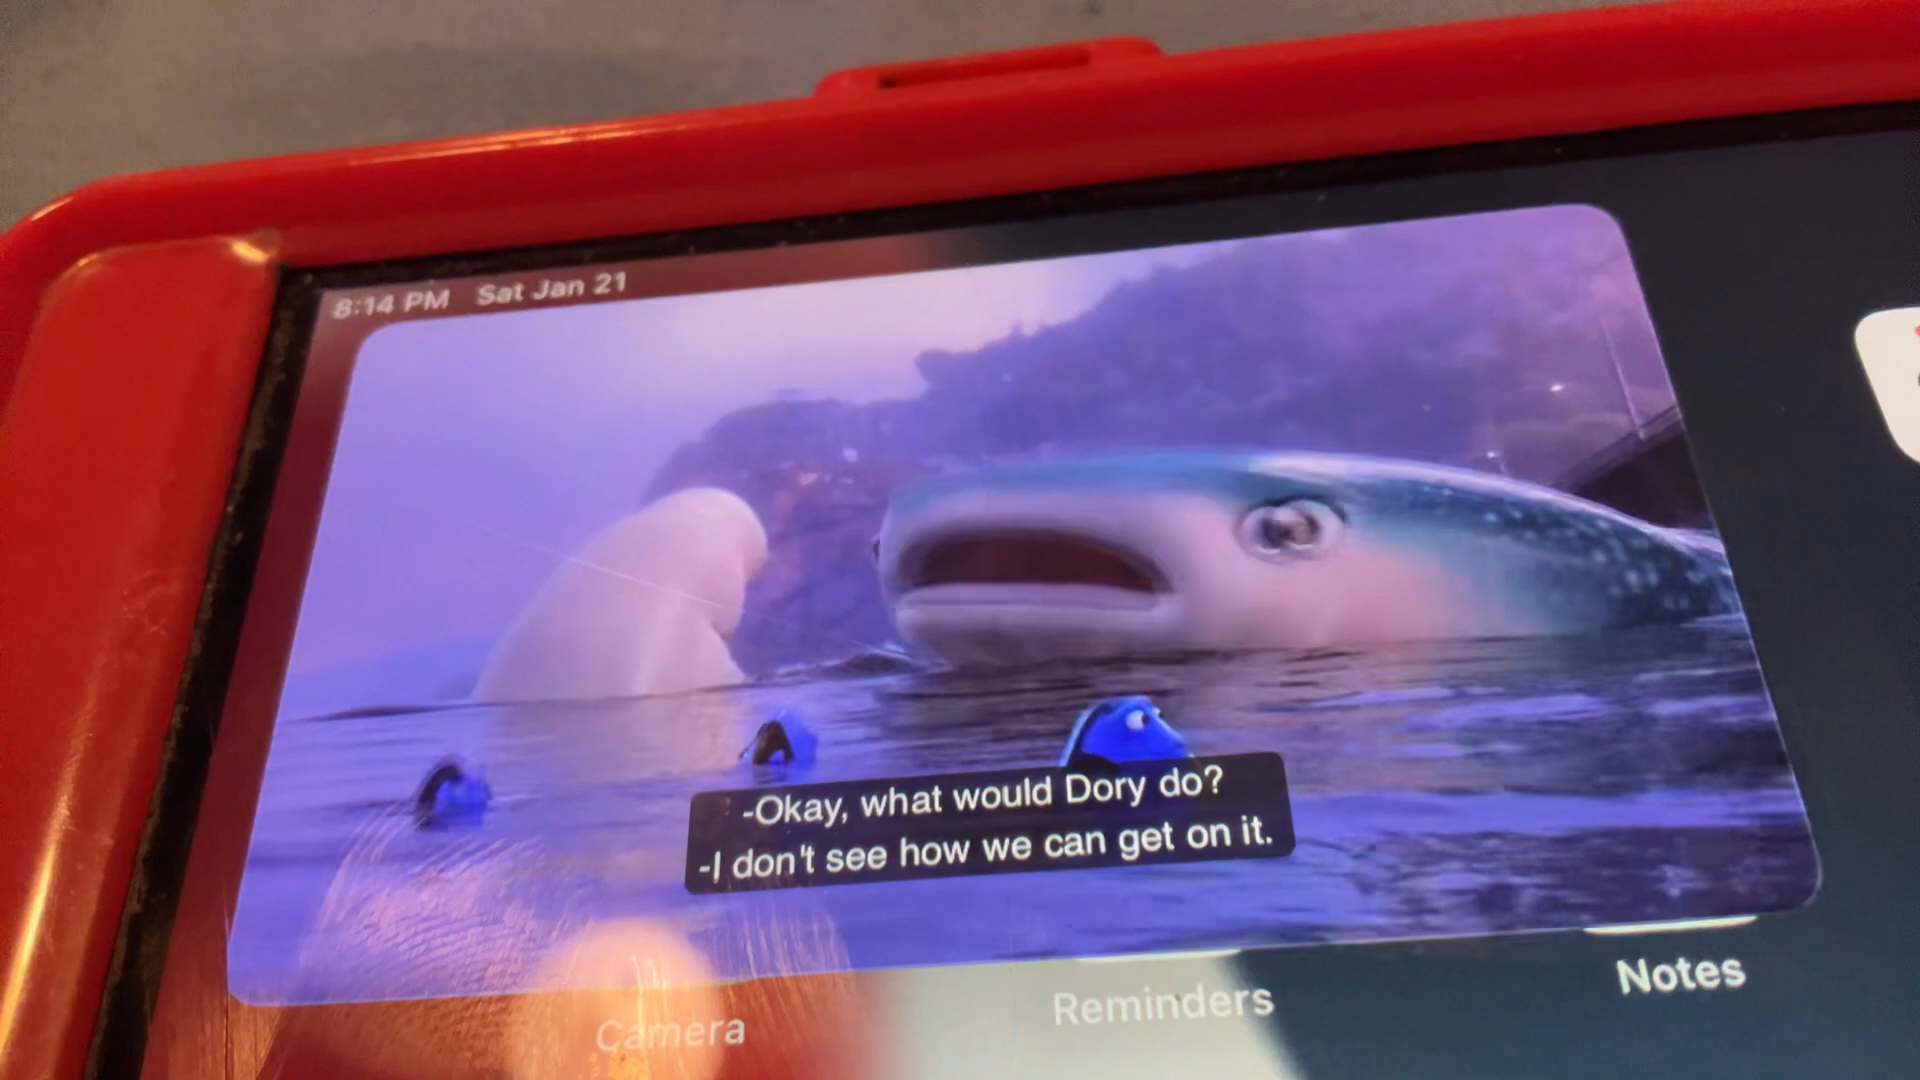 8:14 PM Sat Jan 21
-Okay, what would Dory do?
-I don't see how we can get on it.
Camera
Reminders
Notes